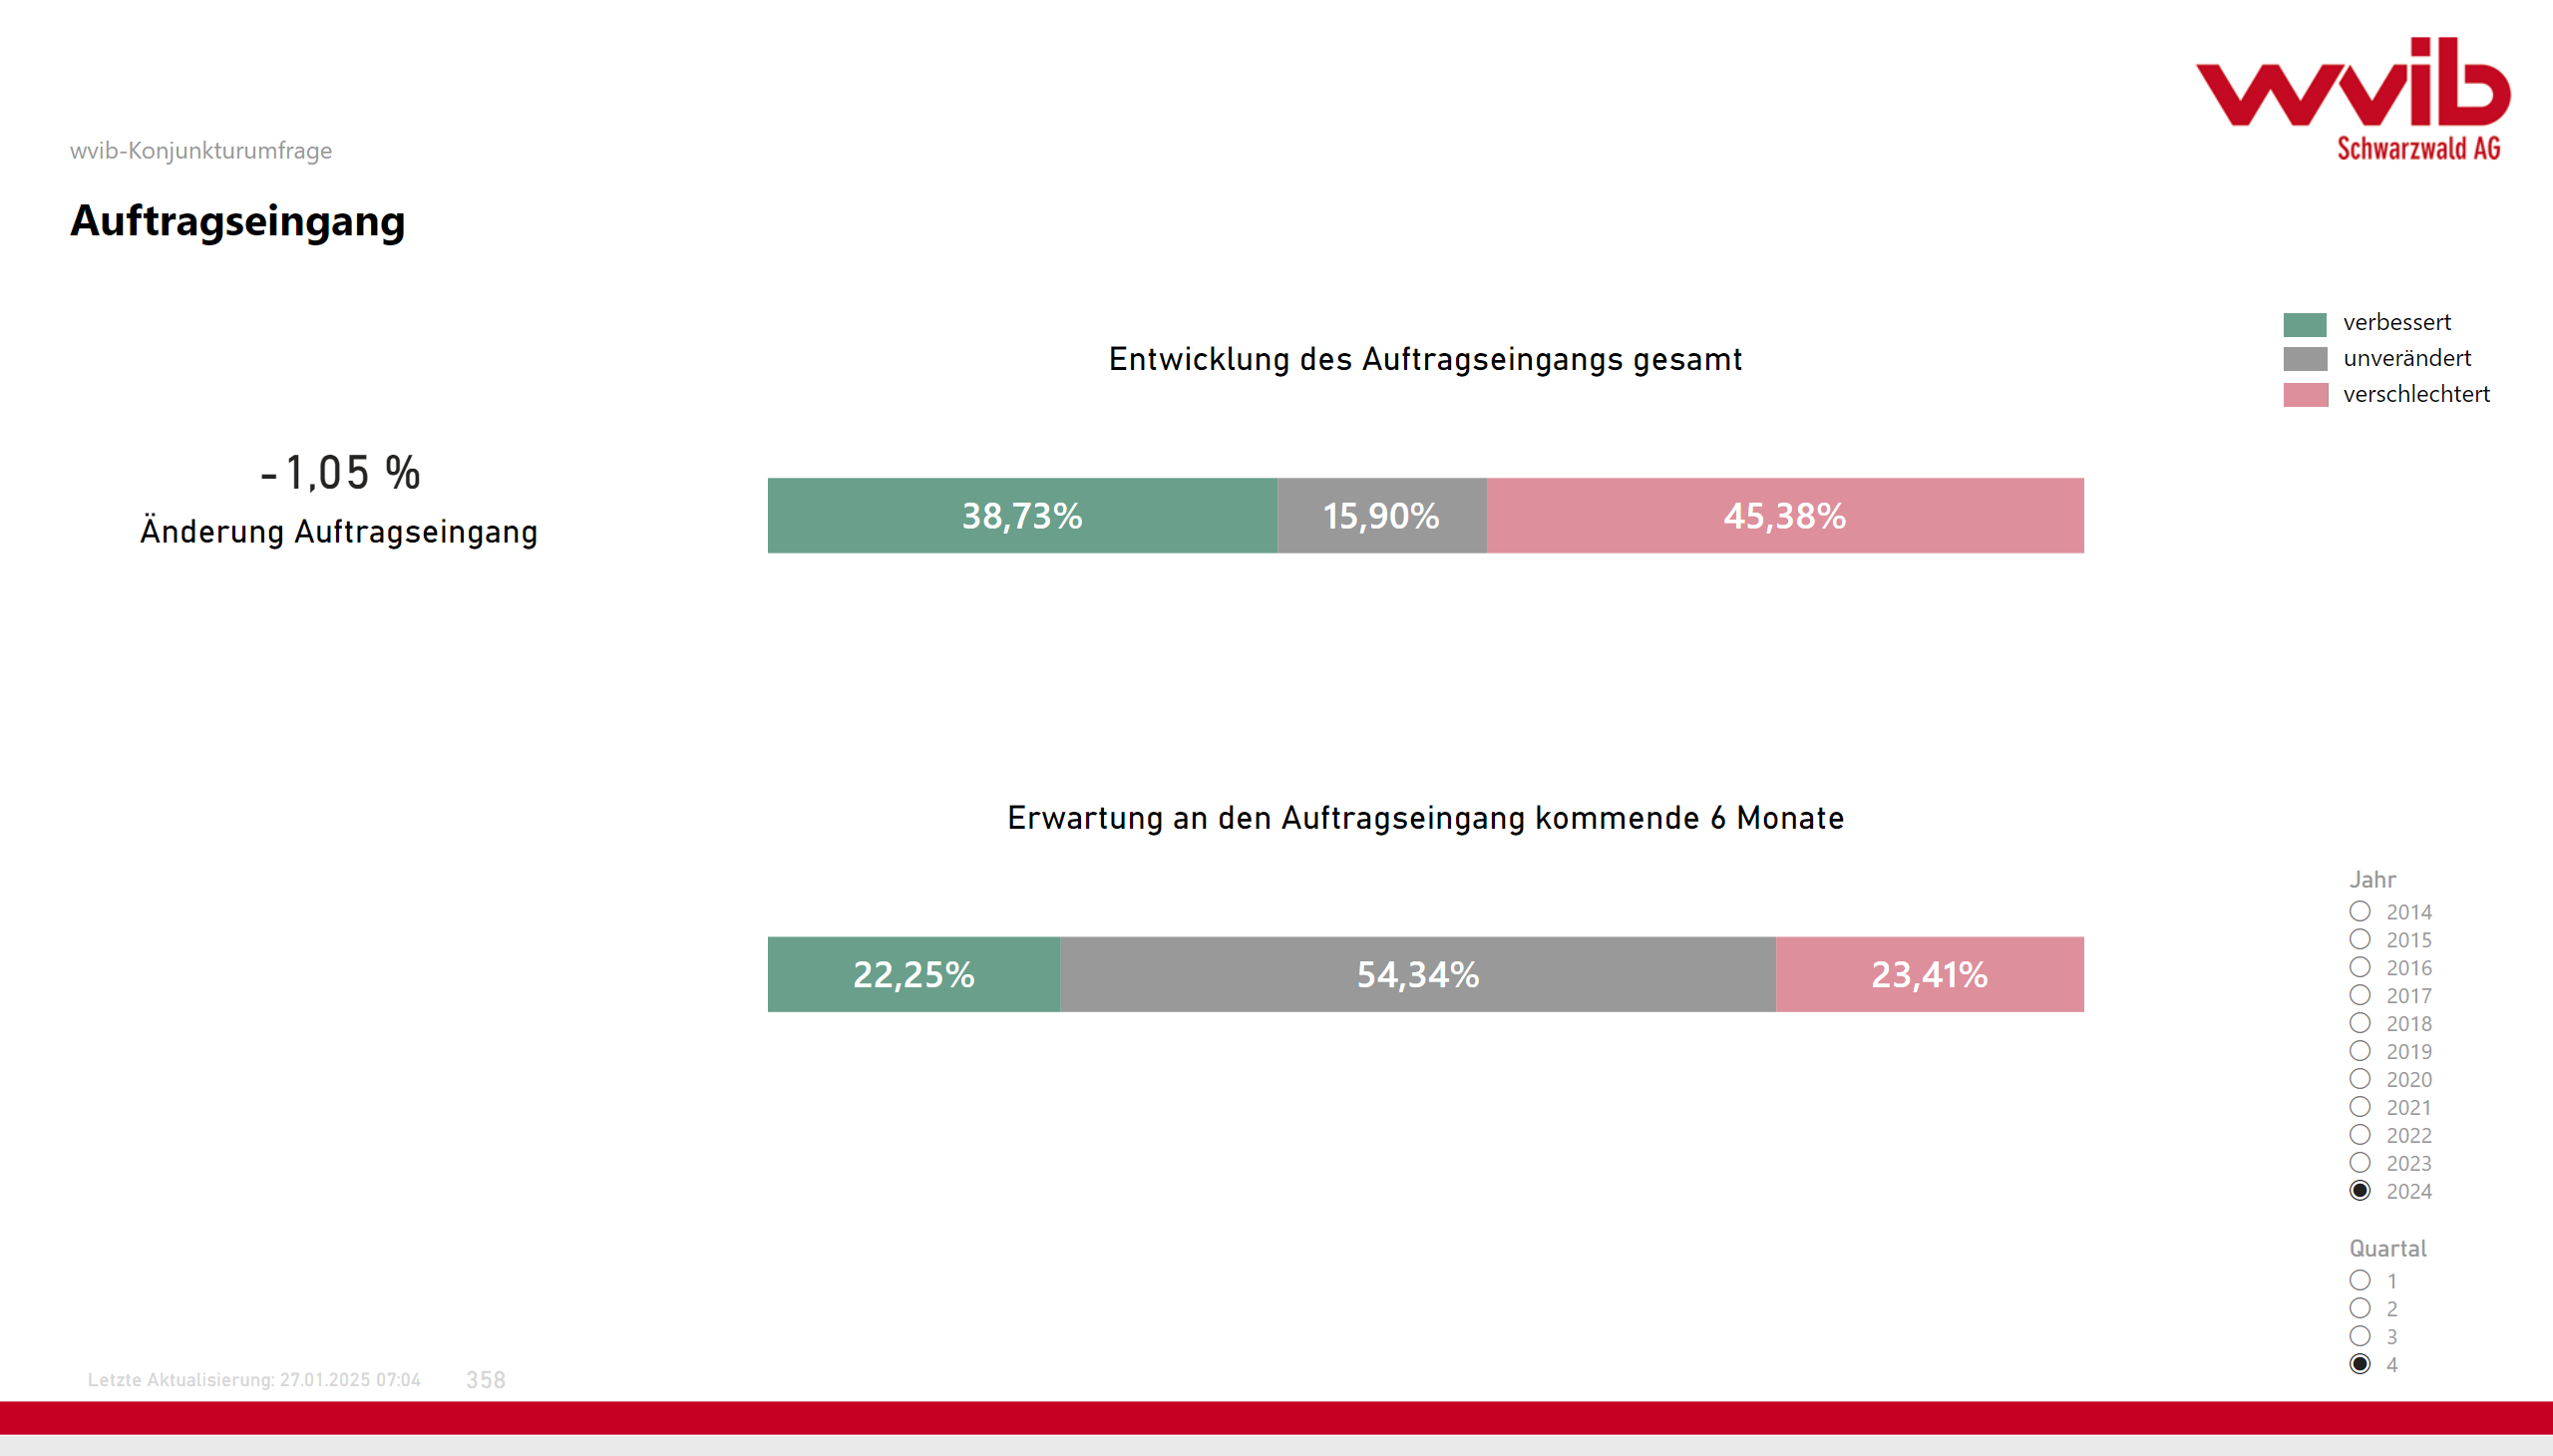 wvib
Schwarzwald AG
wvib-Konjunkturumfrage
Auftragseingang
verbessert
unverändert
verschlechtert
Entwicklung des Auftragseingangs gesamt
-1,05 %
Änderung Auftragseingang
38,73% 15,90% 45,38%
Erwartung an den Auftragseingang kommende 6 Monate
22,25% 54,34% 23,41%
Jahr
2014
2015
2016
2017
2018
2019
2020
2021
2022
2023
2024
Quartal
1
2
3
4
Letzte Aktualisierung: 27.01.2025 07:04 358